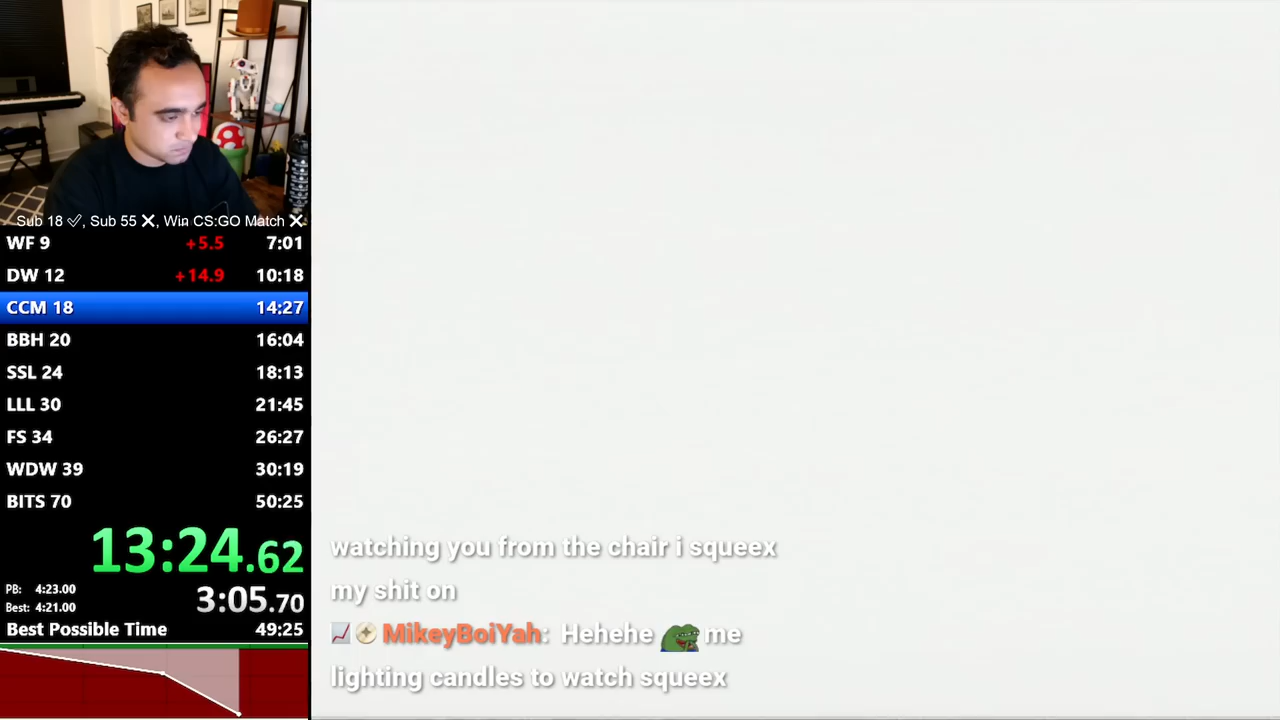 Sub 18 ✓, Sub 55 ✕, Win CS:GO Match ✕
WF 9 +5.5 7:01
DW 12 +14.9 10:18
CCM 18 14:27
BBH 20 16:04
SSL 24 18:13
LLL 30 21:45
FS 34 26:27
WDW 39 30:19
BITS 70 50:25
13:24.62
PB: 4:23.00
Best: 4:21.00
3:05.70
Best Possible Time 49:25
watching you from the chair i squeex
my shit on
MikeyBoiYah: Hehehe me
lighting candles to watch squeex